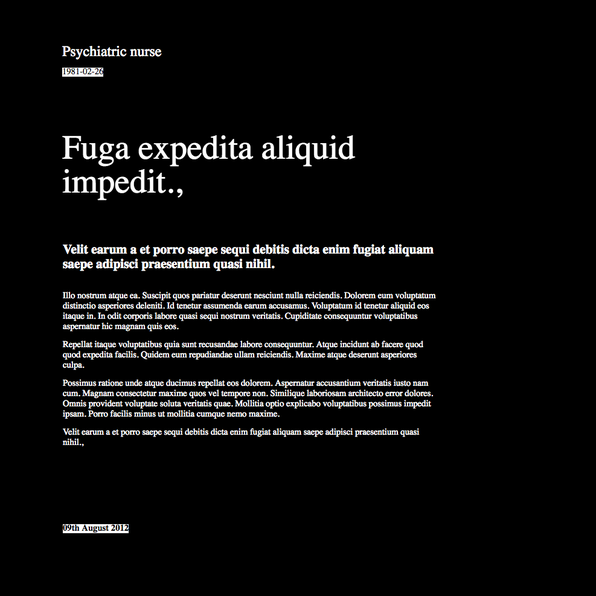 Psychiatric nurse
1981-02-26
Fuga expedita aliquid
impedit.,
Velit earum a et porro saepe sequi debitis dicta enim fugiat aliquam
saepe adipisci praesentium quasi nihil.
Illo nostrum atque ea. Suscipit quos pariatur deserunt nesciunt nulla reiciendis. Dolorem eum voluptatum
distinctio asperiores deleniti. Id tenetur assumenda earum accusamus. Voluptatum id tenetur aliquid eos
itaque in. In odit corporis labore quasi sequi nostrum veritatis. Cupiditate consequuntur voluptatibus
aspernatur hic magnam quis eos.
Repellat itaque voluptatibus quia sunt recusandae labore consequuntur. Atque incidunt ab facere quod
quod expedita facilis. Quidem eum repudiandae ullam reiciendis. Maxime atque deserunt asperiores
culpa.
Possimus ratione unde atque ducimus repellat eos dolorem. Aspernatur accusantium veritatis iusto nam
cum. Magnam consectetur maxime quos vel tempore non. Similique laboriosam architecto error dolores.
Omnis provident voluptate soluta veritatis quae. Mollitia optio explicabo voluptatibus possimus impedit
ipsam. Porro facilis minus ut mollitia cumque nemo maxime.
Velit earum a et porro saepe sequi debitis dicta enim fugiat aliquam saepe adipisci praesentium quasi
nihil.,
09th August 2012